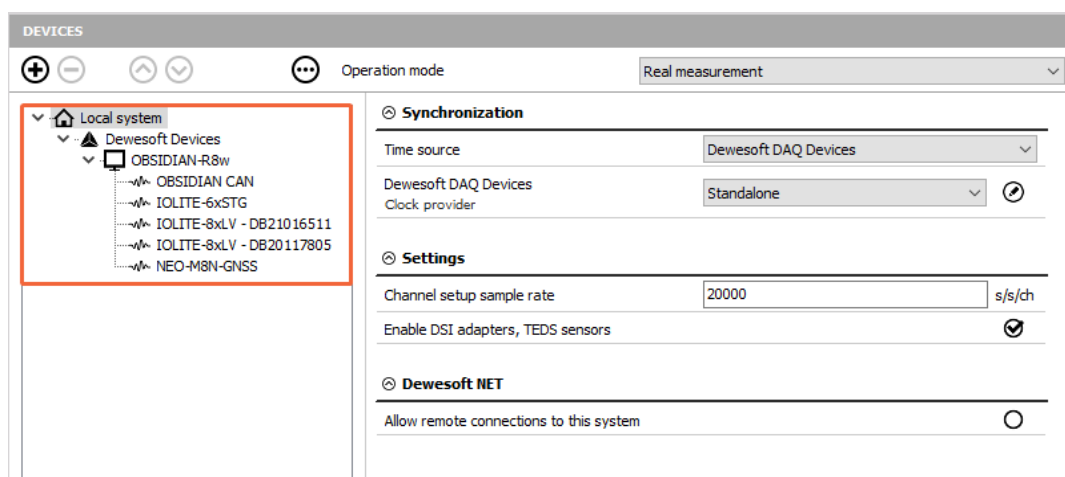 DEVICES
Operation mode
Real measurement
Local system
Dewesoft Devices
OBSIDIAN-R8w
OBSIDIAN CAN
IOLITE-6xSTG
IOLITE-8xLV - DB21016511
IOLITE-8xLV - DB20117805
NEO-M8N-GNSS
Synchronization
Time source
Dewesoft DAQ Devices
Dewesoft DAQ Devices
Clock provider
Standalone
Settings
Channel setup sample rate
20000
s/s/ch
Enable DSI adapters, TEDS sensors
Dewesoft NET
Allow remote connections to this system